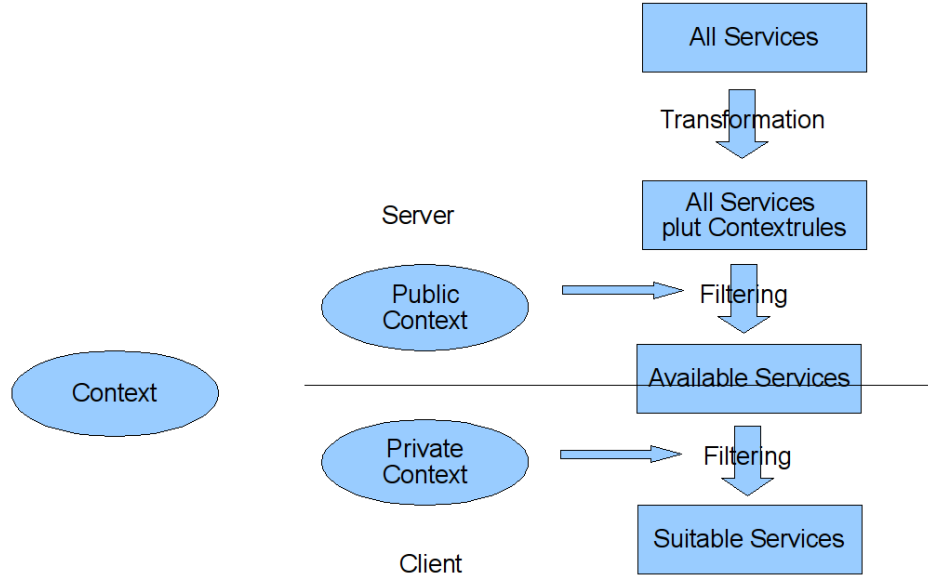 All Services
Transformation
All Services
plut Contextrules
Server
Public
Context
Filtering
Context
Available Services
Private
Context
Filtering
Suitable Services
Client